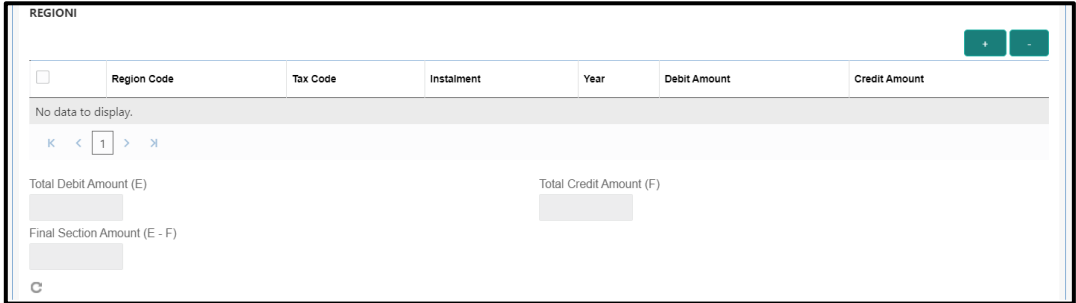 REGIONI
+ -
Region Code Tax Code Instalment Year Debit Amount Credit Amount
No data to display.
1
Total Debit Amount (E) Total Credit Amount (F)
Final Section Amount (E - F)